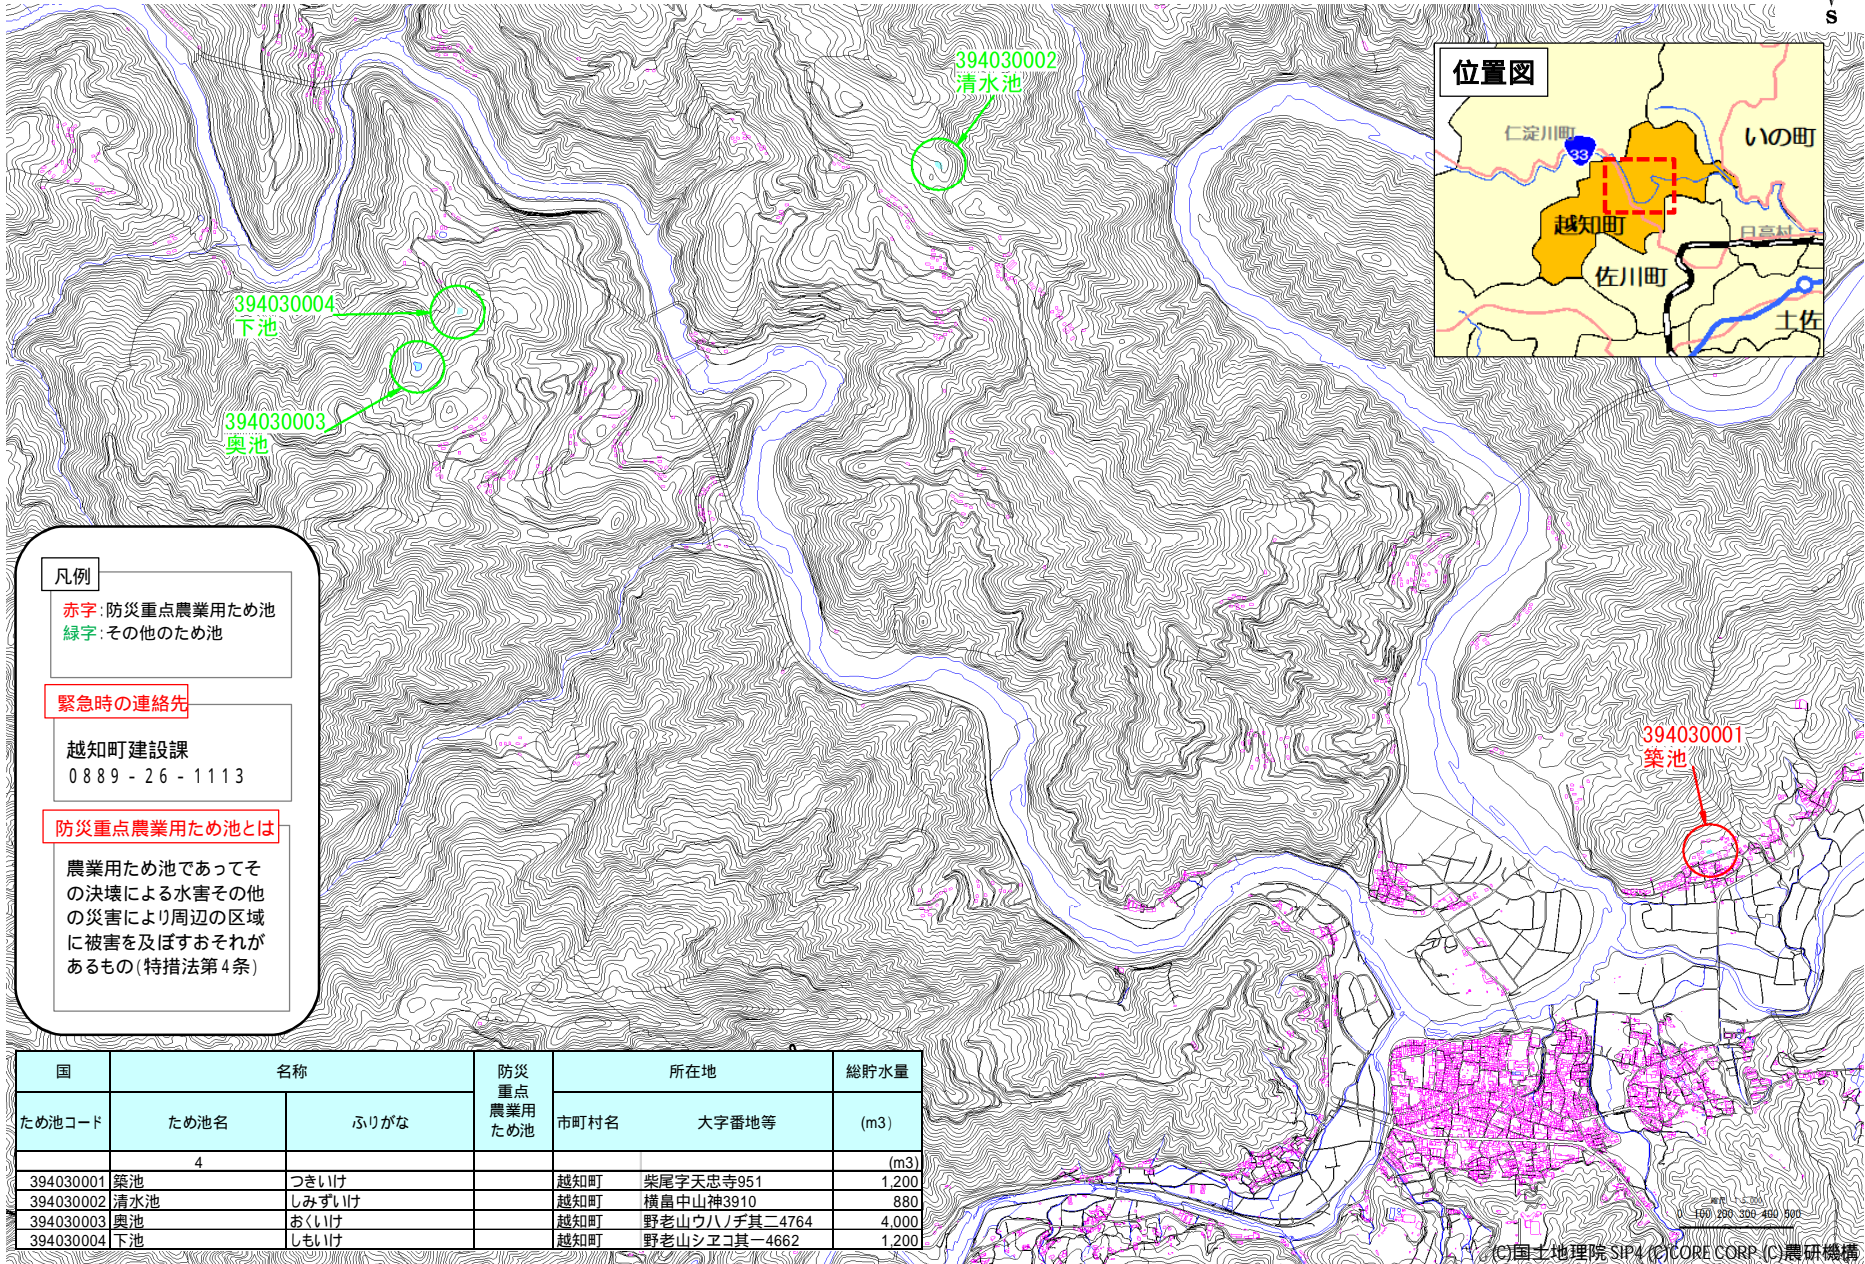 S
394030002
清水池
位置図
仁淀川町
33
いの町
越知町
日高村
佐川町
土佐
394030004
下池
394030003
奥池
凡例
赤字:防災重点農業用ため池
緑字:その他のため池
緊急時の連絡先
越知町建設課
0889-26-1113
防災重点農業用ため池とは
農業用ため池であってそ
の決壊による水害その他
の災害により周辺の区域
に被害を及ぼすおそれが
あるもの(特措法第4条)
394030001
築池
国 名称 防災重点農業用ため池 所在地 総貯水量
ため池コード ため池名 ふりがな 市町村名 大字番地等 (m3)
4 (m3)
394030001 築池 つきいけ 越知町 柴尾字天忠寺951 1,200
394030002 清水池 しみずいけ 越知町 横畠中山神3910 880
394030003 奥池 おくいけ 越知町 野老山ウハノヂ其二4764 4,000
394030004 下池 しもいけ 越知町 野老山シヱコ其一4662 1,200
0 100 200 300 400 500
(C)国土地理院 SIP4 (C)CORE CORP. (C)農研機構